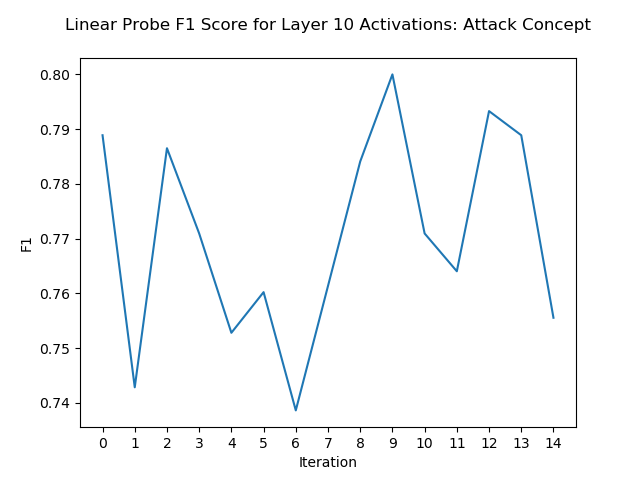 Linear Probe F1 Score for Layer 10 Activations: Attack Concept
0.80
0.79
0.78
0.77
0.76
0.75
0.74
F1
0 1 2 3 4 5 6 7 8 9 10 11 12 13 14
Iteration